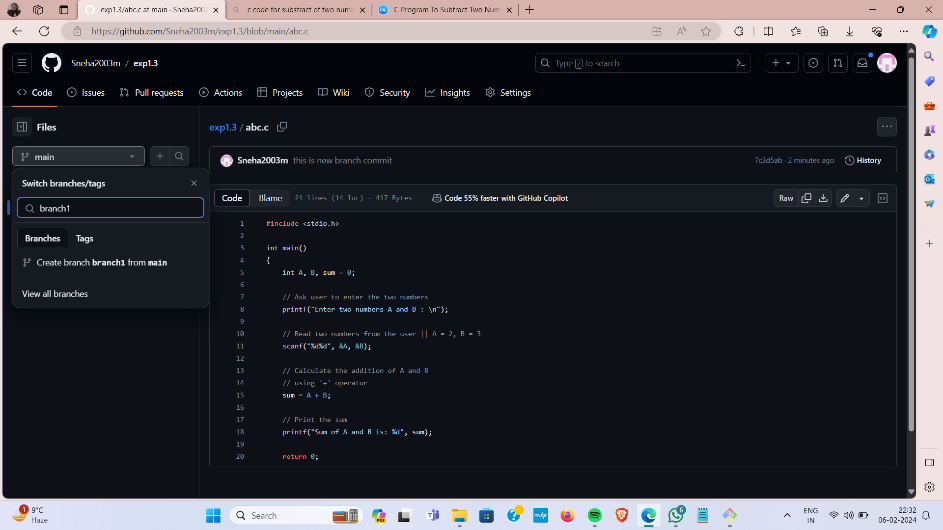 exp1.3/abc.c at main · Sneha2003
c code for substract of two num
C Program To Subtract Two Num
https://github.com/Sneha2003m/exp1.3/blob/main/abc.c
Sneha2003m / exp1.3
Type / to search
Code Issues Pull requests Actions Projects Wiki Security Insights Settings
Files
exp1.3 / abc.c
main
Sneha2003m this is new branch commit 7c3d5ab · 2 minutes ago History
Switch branches/tags
branch1
Code Blame 21 lines (14 loc) · 417 Bytes Code 55% faster with GitHub Copilot Raw
Branches Tags
Create branch branch1 from main
View all branches
1 #include <stdio.h>
2
3 int main()
4 {
5 int A, B, sum = 0;
6
7 // Ask user to enter the two numbers
8 printf("Enter two numbers A and B : \n");
9
10 // Read two numbers from the user || A = 2, B = 3
11 scanf("%d%d", &A, &B);
12
13 // Calculate the addition of A and B
14 // using '+' operator
15 sum = A + B;
16
17 // Print the sum
18 printf("Sum of A and B is: %d", sum);
19
20 return 0;
1
9°C
Haze
Search
6
ENG
IN
22:32
06-02-2024